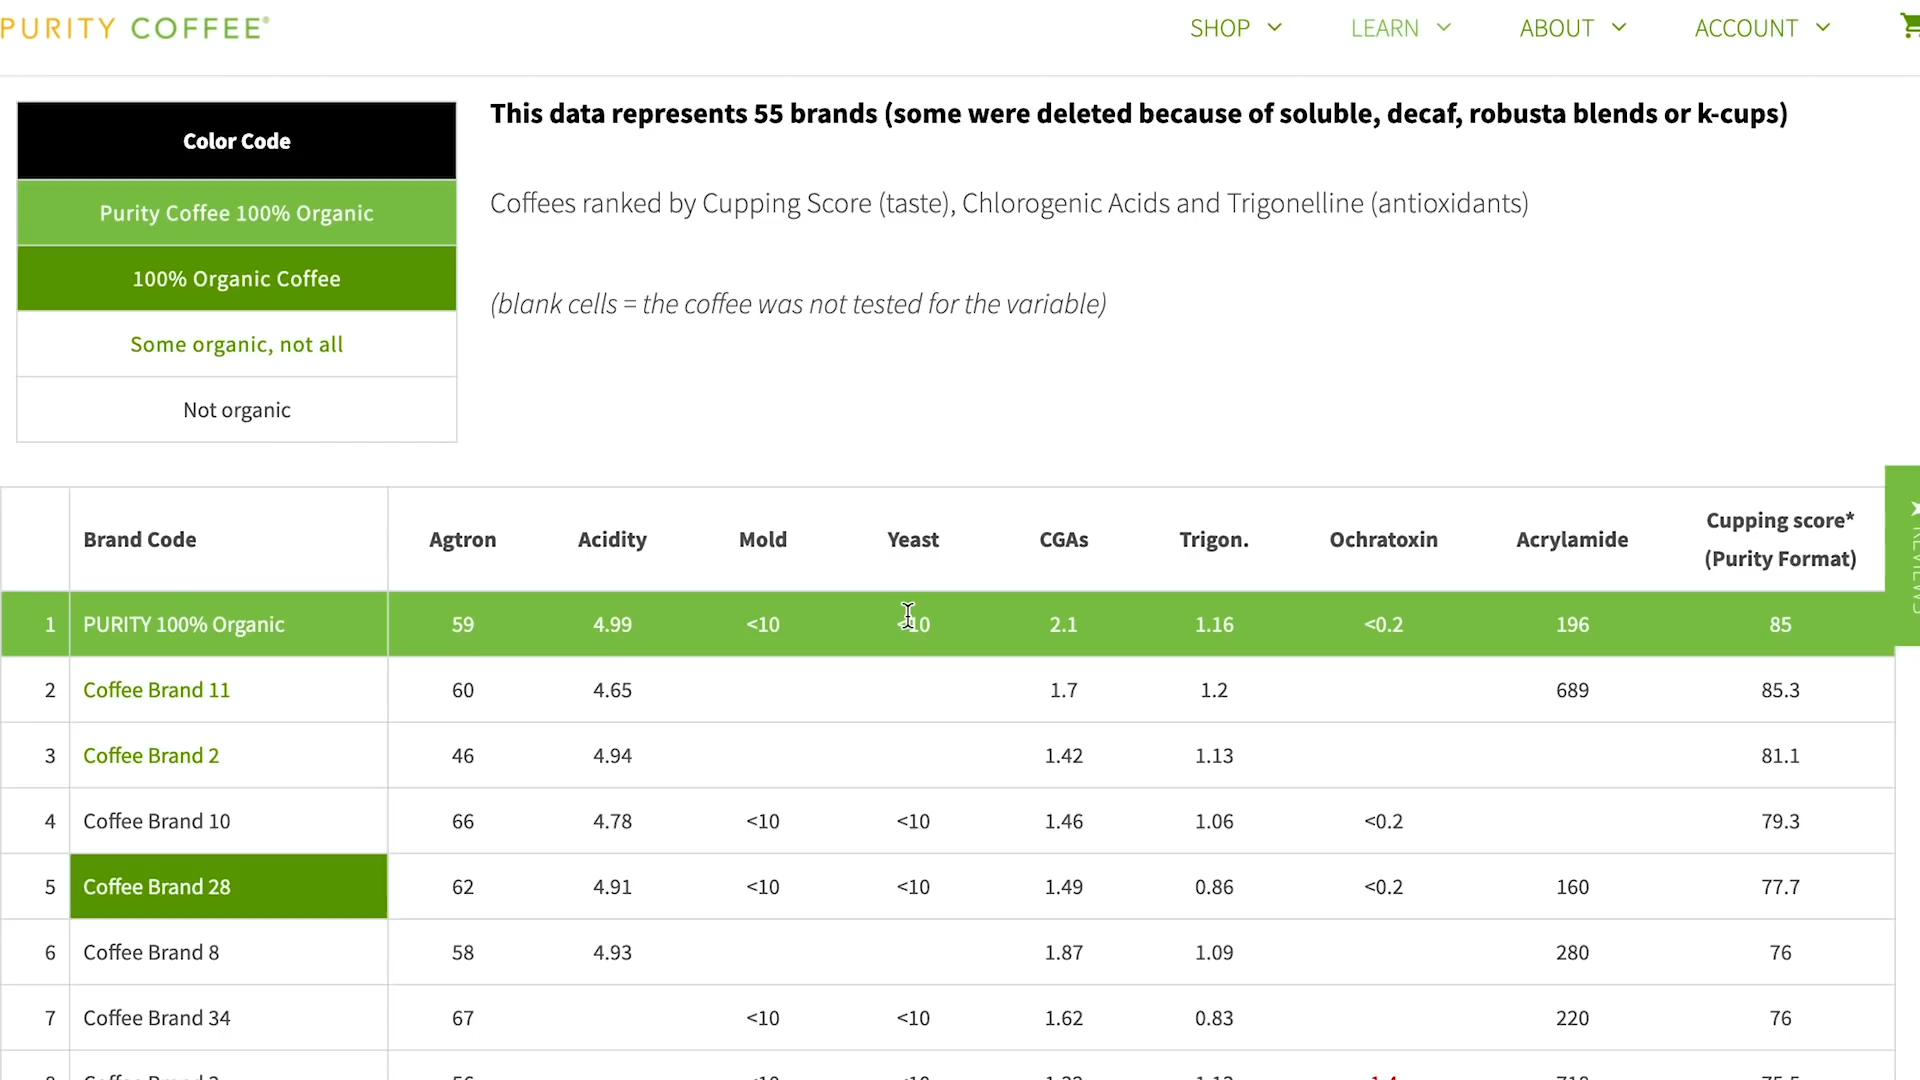 PURITY COFFEE®
SHOP LEARN ABOUT ACCOUNT
Color Code
Purity Coffee 100% Organic
100% Organic Coffee
Some organic, not all
Not organic
This data represents 55 brands (some were deleted because of soluble, decaf, robusta blends or k-cups)
Coffees ranked by Cupping Score (taste), Chlorogenic Acids and Trigonelline (antioxidants)
(blank cells = the coffee was not tested for the variable)
Brand Code Agtron Acidity Mold Yeast CGAs Trigon. Ochratoxin Acrylamide Cupping score* (Purity Format)
1 PURITY 100% Organic 59 4.99 <10 <10 2.1 1.16 <0.2 196 85
2 Coffee Brand 11 60 4.65 1.7 1.2 689 85.3
3 Coffee Brand 2 46 4.94 1.42 1.13 81.1
4 Coffee Brand 10 66 4.78 <10 <10 1.46 1.06 <0.2 79.3
5 Coffee Brand 28 62 4.91 <10 <10 1.49 0.86 <0.2 160 77.7
6 Coffee Brand 8 58 4.93 1.87 1.09 280 76
7 Coffee Brand 34 67 <10 <10 1.62 0.83 220 76
REVIEWS